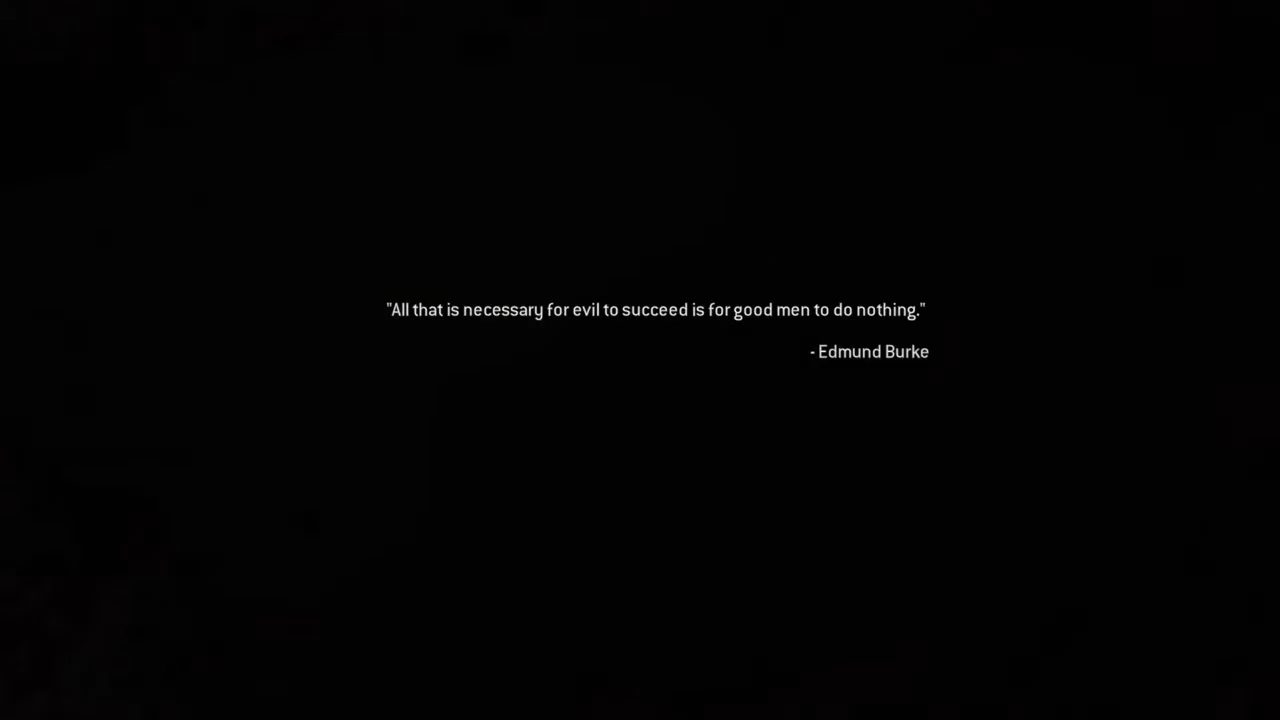 "All that is necessary for evil to succeed is for good men to do nothing."
- Edmund Burke